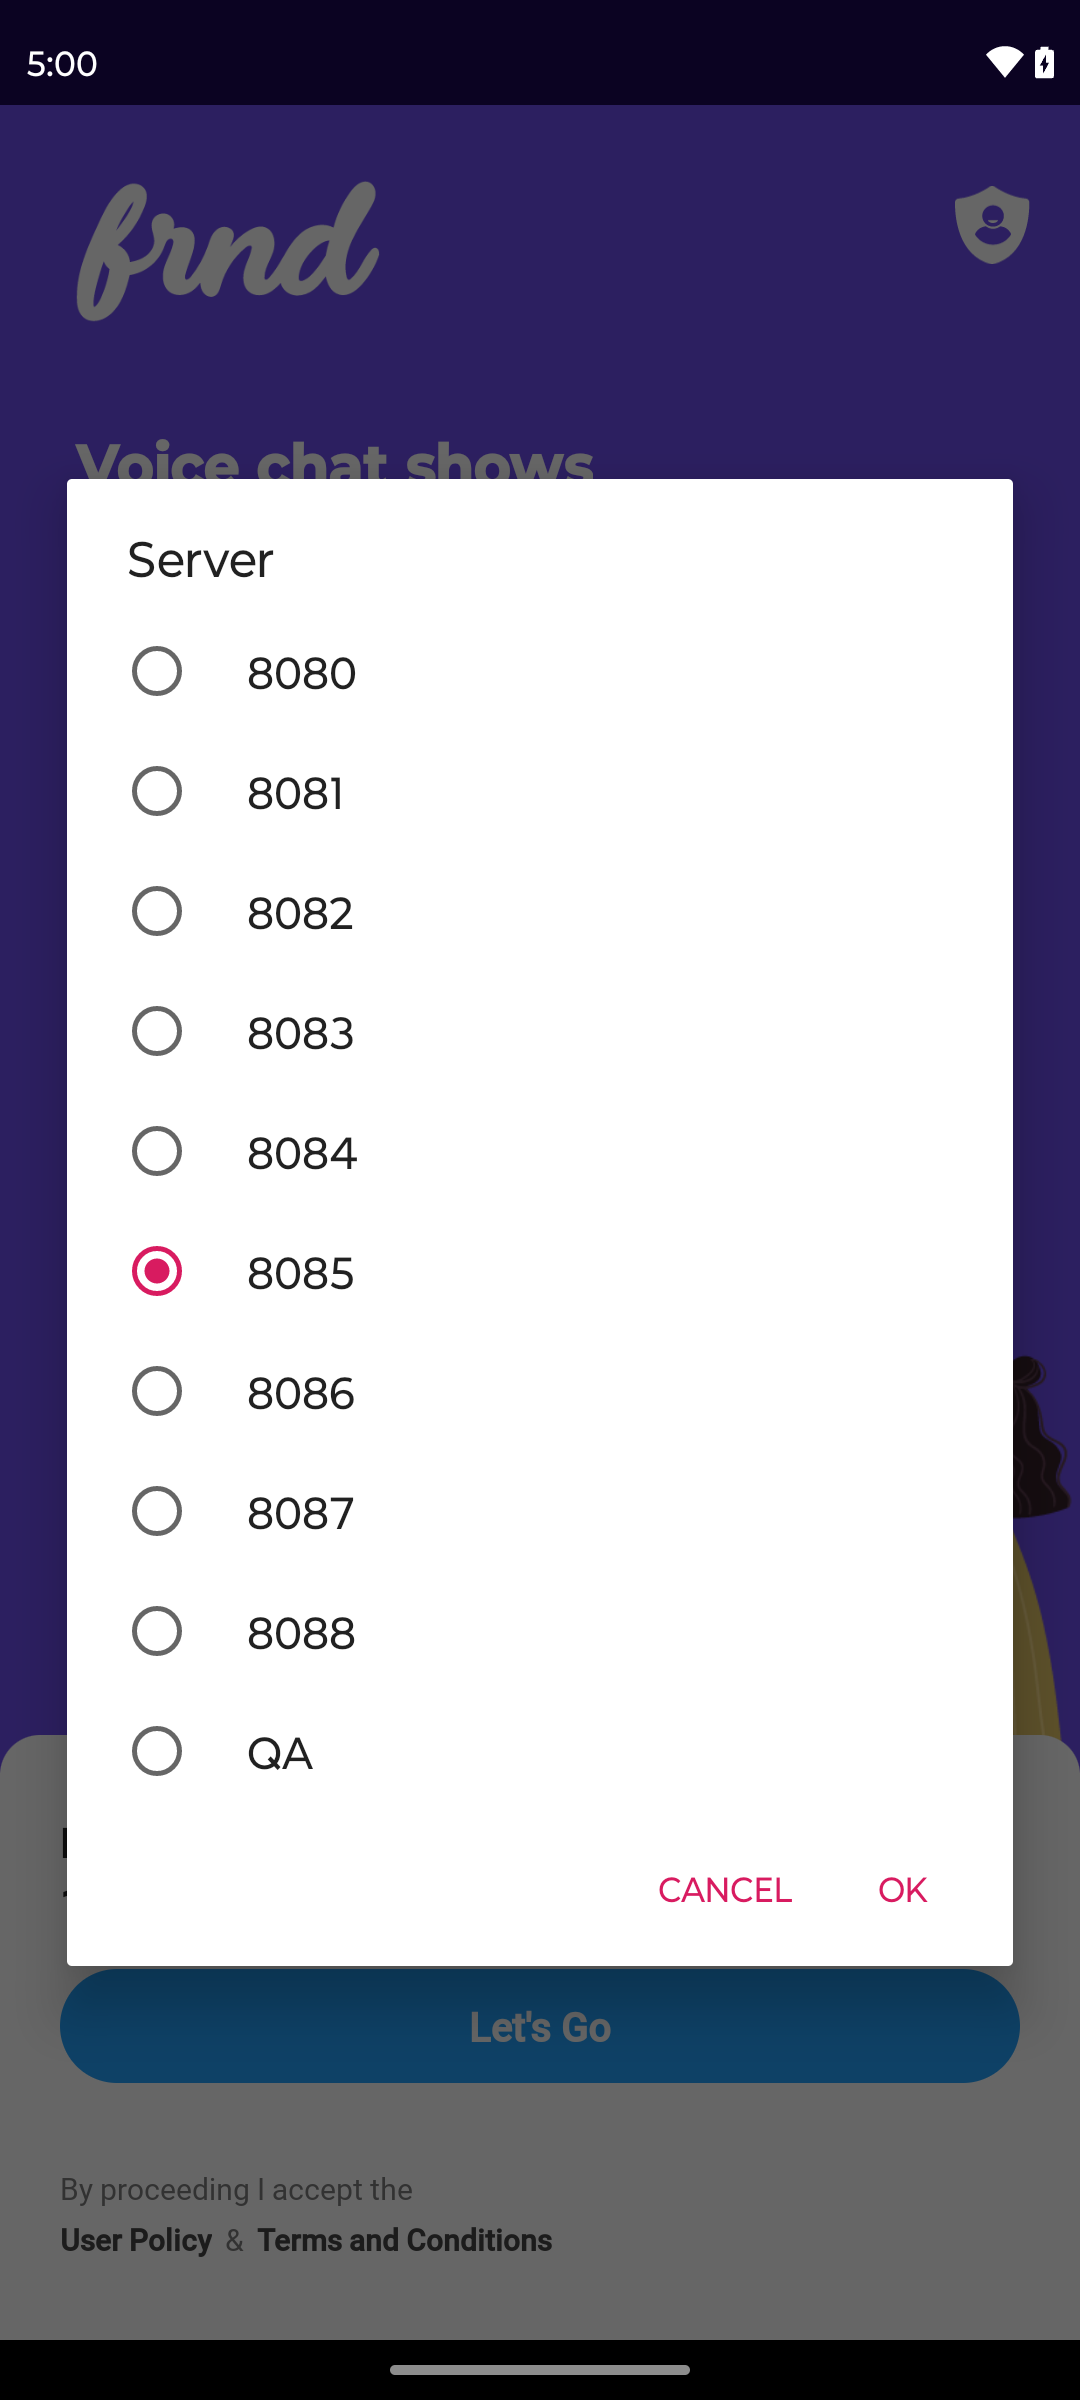 5:00
frnd
Voice chat shows
Server
8080
8081
8082
8083
8084
8085
8086
8087
8088
QA
CANCEL OK
Let's Go
By proceeding I accept the
User Policy & Terms and Conditions